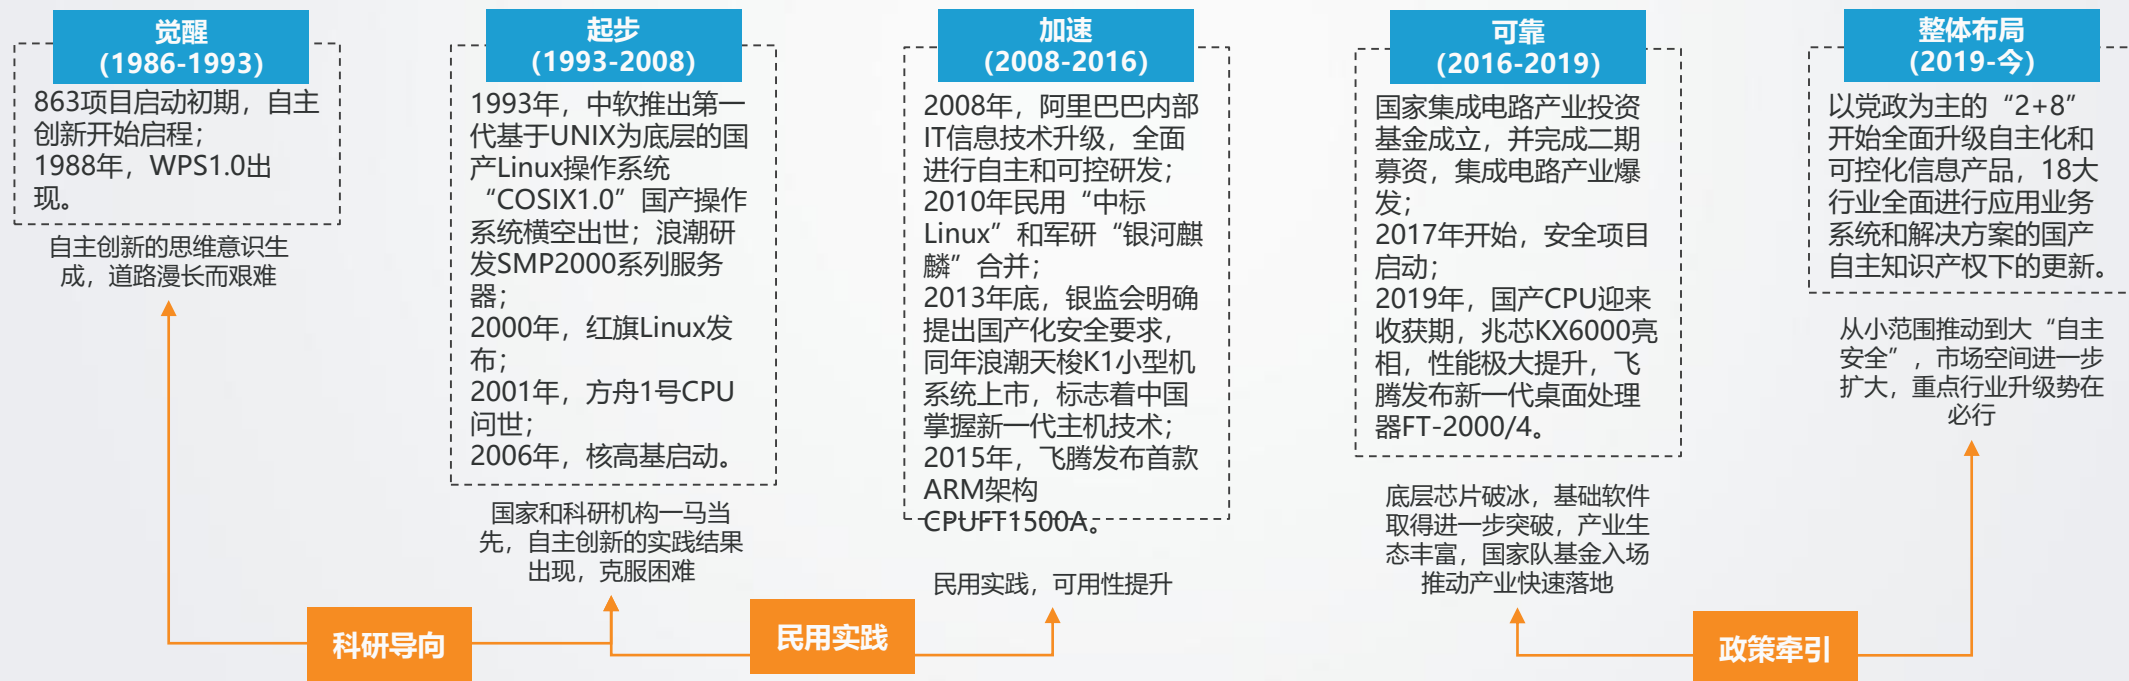 觉醒
(1986-1993)
863项目启动初期，自主
创新开始启程；
1988年，WPS1.0出
现。
自主创新的思维意识生
成，道路漫长而艰难
起步
(1993-2008)
1993年，中软推出第一
代基于UNIX为底层的国
产Linux操作系统
“COSIX1.0”国产操作
系统横空出世；浪潮研
发SMP2000系列服务
器；
2000年，红旗Linux发
布；
2001年，方舟1号CPU
问世；
2006年，核高基启动。
国家和科研机构一马当
先，自主创新的实践结果
出现，克服困难
加速
(2008-2016)
2008年，阿里巴巴内部
IT信息技术升级，全面
进行自主和可控研发；
2010年民用“中标
Linux”和军研“银河麒
麟”合并；
2013年底，银监会明确
提出国产化安全要求，
同年浪潮天梭K1小型机
系统上市，标志着中国
掌握新一代主机技术；
2015年，飞腾发布首款
ARM架构
CPUFT1500A。
民用实践，可用性提升
可靠
(2016-2019)
国家集成电路产业投资
基金成立，并完成二期
募资，集成电路产业爆
发；
2017年开始，安全项目
启动；
2019年，国产CPU迎来
收获期，兆芯KX6000亮
相，性能极大提升，飞
腾发布新一代桌面处理
器FT-2000/4。
底层芯片破冰，基础软件
取得进一步突破，产业生
态丰富，国家队基金入场
推动产业快速落地
整体布局
(2019-今)
以党政为主的“2+8”
开始全面升级自主化和
可控化信息产品，18大
行业全面进行应用业务
系统和解决方案的国产
自主知识产权下的更新。
从小范围推动到大“自主
安全”，市场空间进一步
扩大，重点行业升级势在
必行
科研导向
民用实践
政策牵引